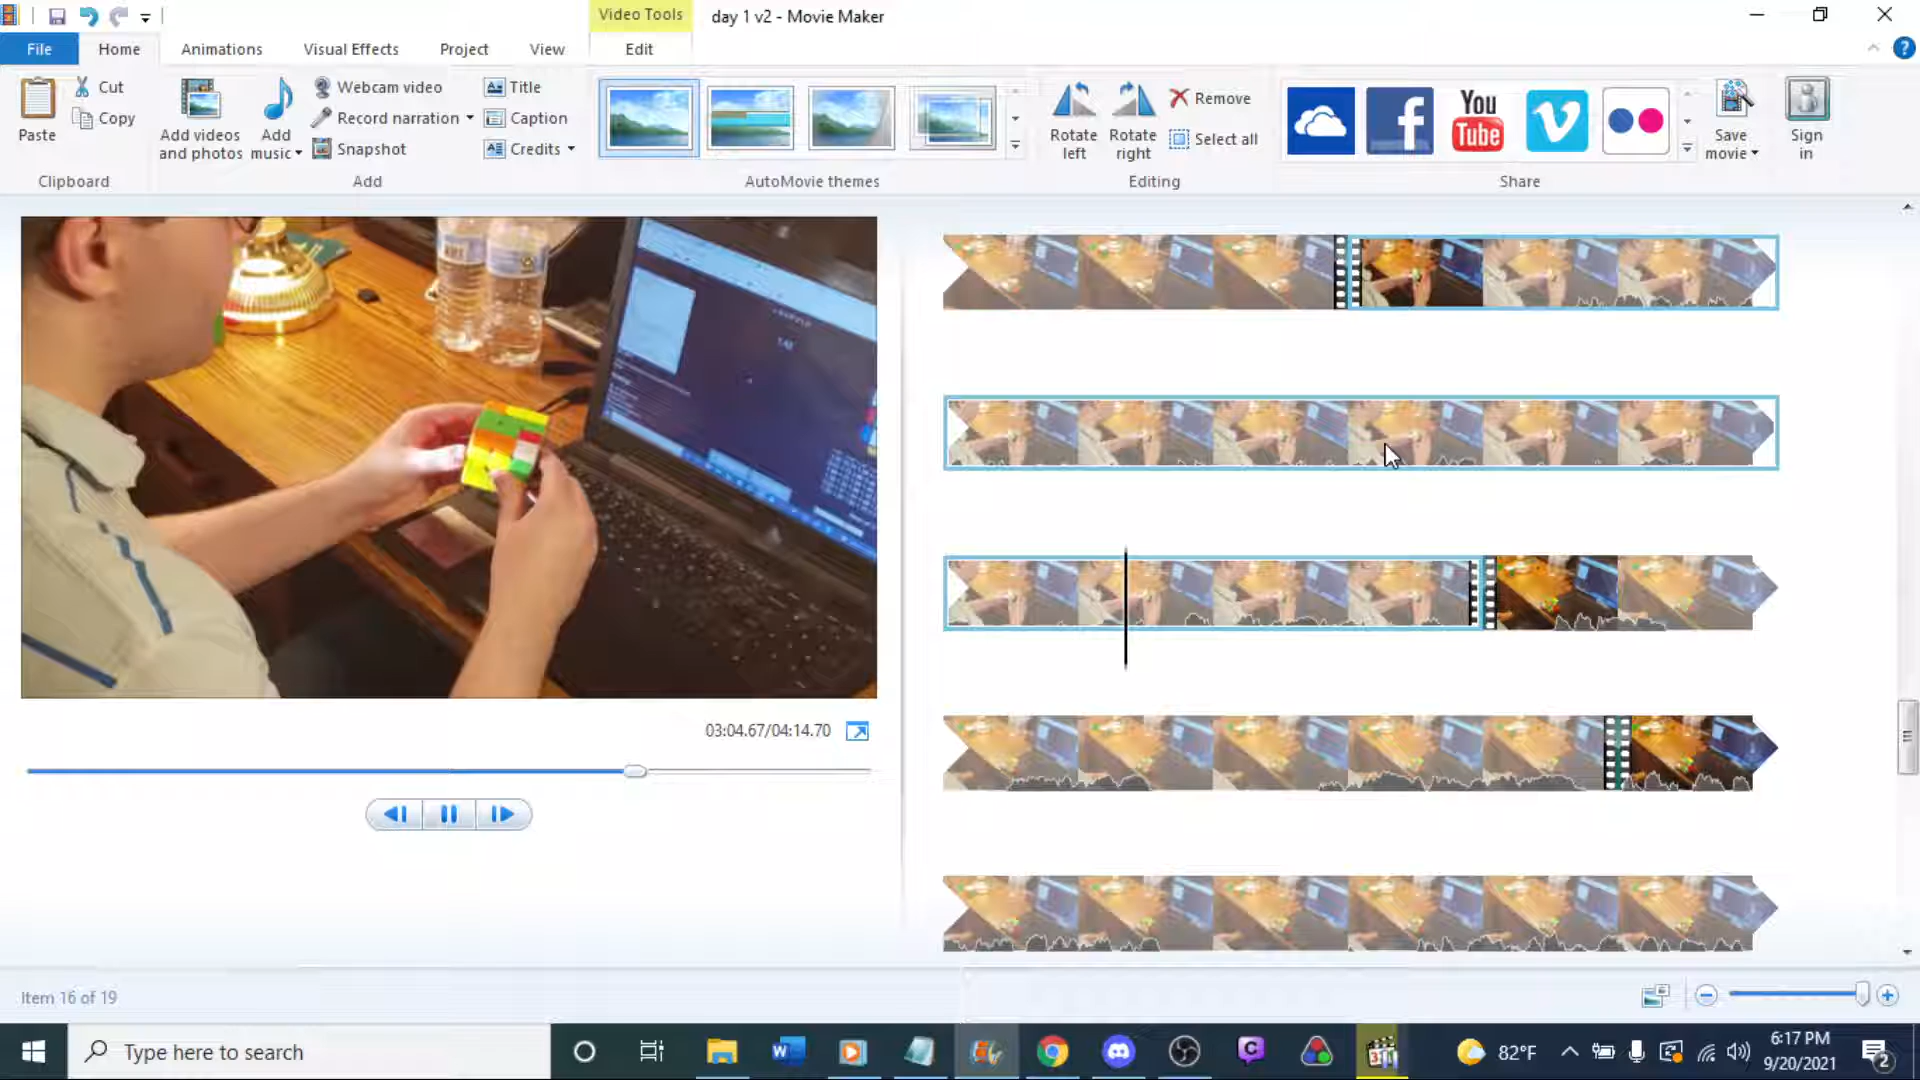 Video Tools
day 1 v2 - Movie Maker
File
Home
Animations
Visual Effects
Project
View
Edit
Paste
Cut
Copy
Clipboard
Add videos
and photos
Add
music
Webcam video
Record narration
Snapshot
Title
Caption
Credits
Add
AutoMovie themes
Rotate
left
Rotate
right
Remove
Select all
Editing
You
Tube
Share
Save
movie
Sign
in
03:04.67/04:14.70
Item 16 of 19
Type here to search
82°F
6:17 PM
9/20/2021
2